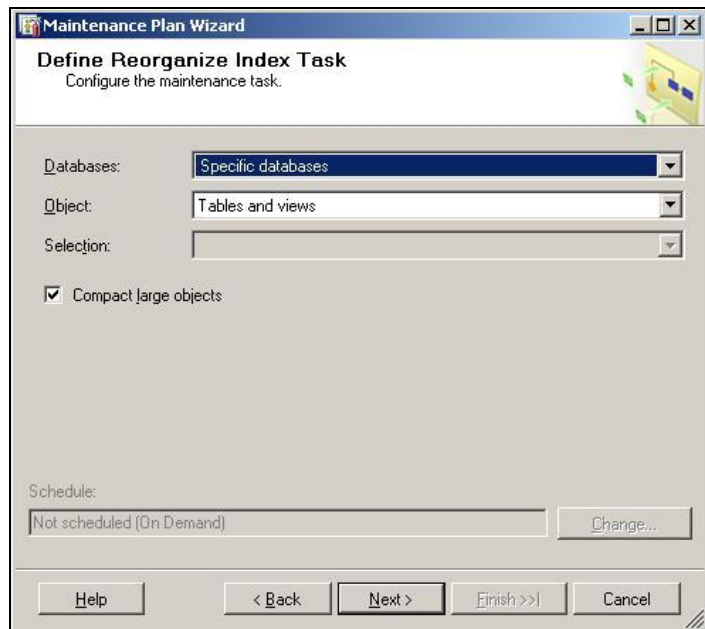 Maintenance Plan Wizard
Define Reorganize Index Task
Configure the maintenance task.
Databases: Specific databases
Object: Tables and views
Selection:
Compact large objects
Schedule:
Not scheduled (On Demand) Change...
Help < Back Next > Finish >>| Cancel